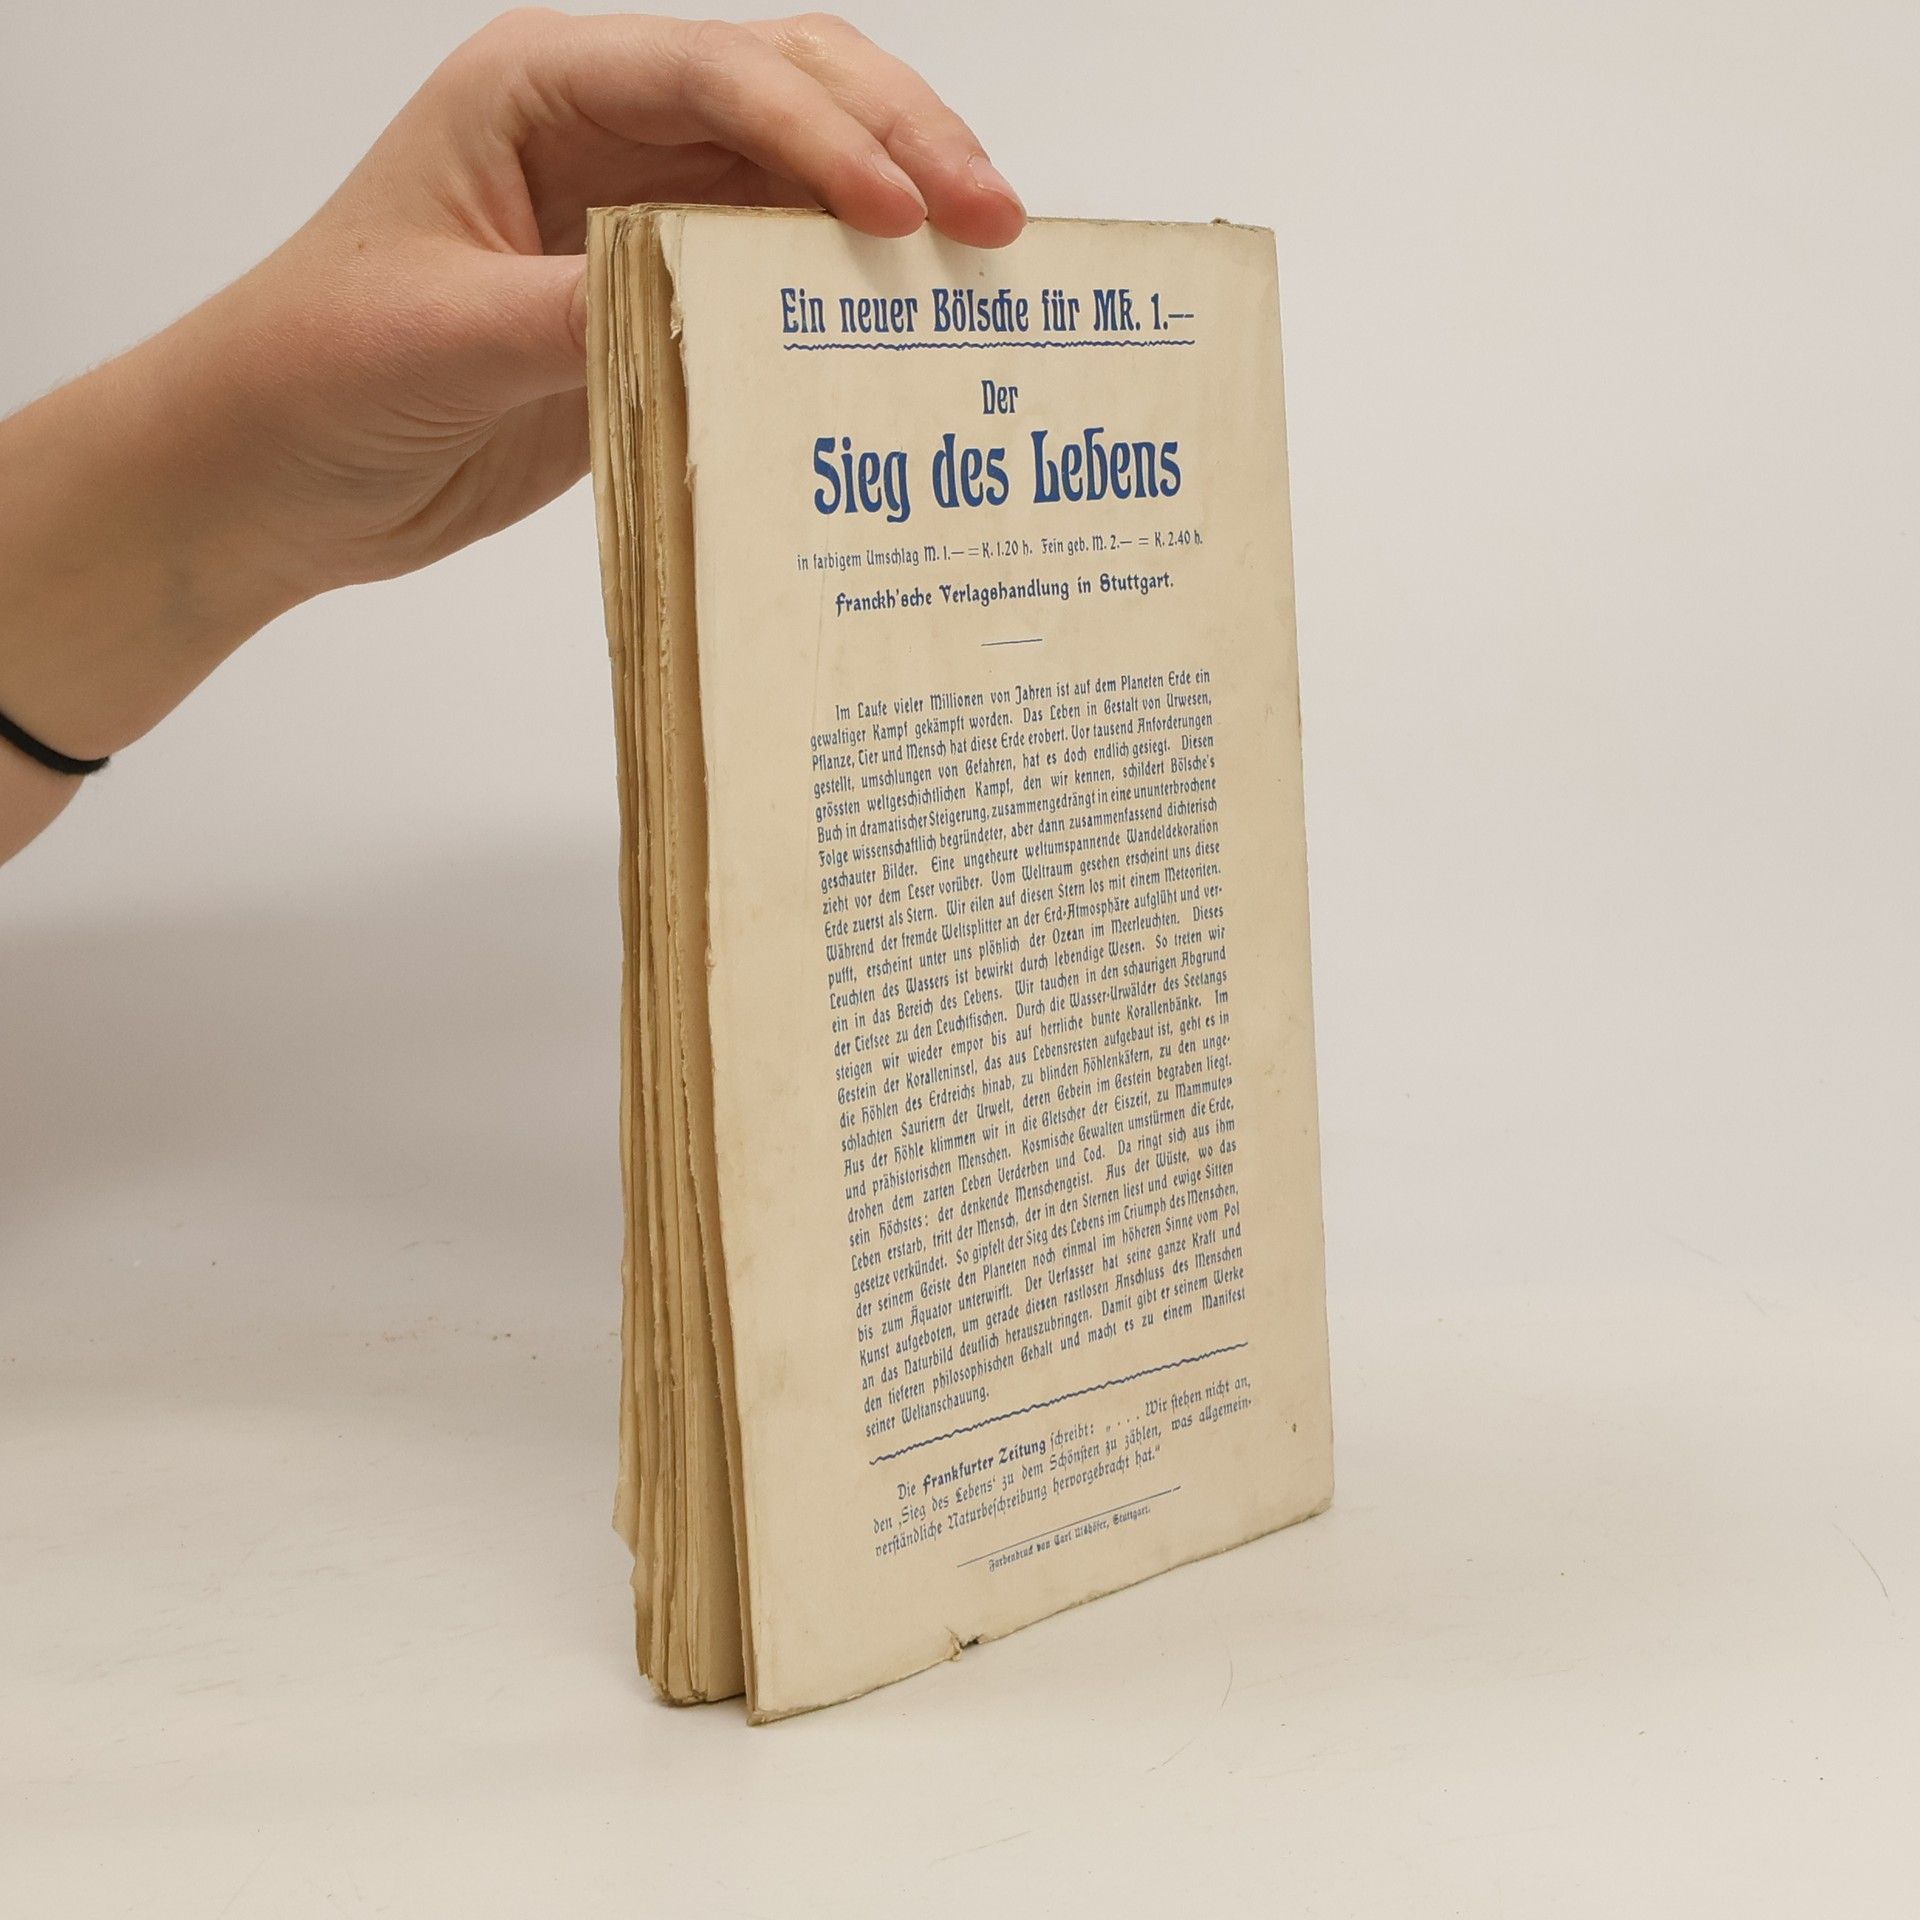 Ein neuer Bölsche für Mk. 1.—
Der
Sieg des Lebens
in farbigem Umschlag M. 1.— = K. 1.20 h. Fein geb. M. 2.— = K. 2.40 h.
Franckh'sche Verlagshandlung in Stuttgart.
Im Laufe vieler Millionen von Jahren ist auf dem Planeten Erde ein
gewaltiger Kampf gekämpft worden. Das Leben in Gestalt von Urwesen,
Pflanze, Tier und Mensch hat diese Erde erobert. Vor tausend Anforderungen
gestellt, umschlungen von Gefahren, hat es doch endlich gesiegt. Diesen
grössten weltgeschichtlichen Kampf, den wir kennen, schildert Bölsche's
Buch in dramatischer Steigerung, zusammengedrängt in eine ununterbrochene
Folge wissenschaftlich begründeter, aber dann zusammenfassend dichterisch
geschauter Bilder. Eine ungeheure weltumspannende Wandeldekoration
zieht vor dem Leser vorüber. Vom Weltraum gesehen erscheint uns diese
Erde zuerst als Stern. Wir eilen auf diesen Stern los mit einem Meteoriten.
Während der fremde Weltsplitter an der Erd-Atmosphäre aufglüht und ver-
pufft, erscheint unter uns plötzlich der Ozean im Meerleuchten. Dieses
Leuchten des Wassers ist bewirkt durch lebendige Wesen. So treten wir
ein in das Bereich des Lebens. Wir tauchen in den schaurigen Abgrund
der Tiefsee zu den Leuchtfischen. Durch die Wasser-Urwälder des Seetangs
steigen wir wieder empor bis auf herrliche bunte Korallenbänke. Im
Gestein der Koralleninsel, das aus Lebensresten aufgebaut ist, geht es in
die Höhlen des Erdreichs hinab, zu blinden Höhlenkäfern, zu den unge-
schlachten Sauriern der Urwelt, deren Gebein im Gestein begraben liegt.
Aus der Höhle klimmen wir in die Gletscher der Eiszeit, zu Mammuten
und prähistorischen Menschen. Kosmische Gewalten umstürmen die Erde,
drohen dem zarten Leben Verderben und Tod. Da ringt sich aus ihm
sein Höchstes: der denkende Menschengeist. Aus der Wüste, wo das
Leben erstarb, tritt der Mensch, der in den Sternen liest und ewige Sitten
gesetze verkündet. So gipfelt der Sieg des Lebens im Triumph des Menschen,
der seinem Geiste den Planeten noch einmal im höheren Sinne vom Pol
bis zum Äquator unterwirft. Der Verfasser hat seine ganze Kraft und
Kunst aufgeboten, um gerade diesen rastlosen Anschluss des Menschen
an das Naturbild deutlich herauszubringen. Damit gibt er seinem Werke
den tieferen philosophischen Gehalt und macht es zu einem Manifest
seiner Weltanschauung.
Die Frankfurter Zeitung schreibt: „. . . Wir stehen nicht an,
den ‚Sieg des Lebens‘ zu dem Schönsten zu zählen, was allgemein-
verständliche Naturbeschreibung hervorgebracht hat.“
Farbendruck von Carl Ulshöfer, Stuttgart.